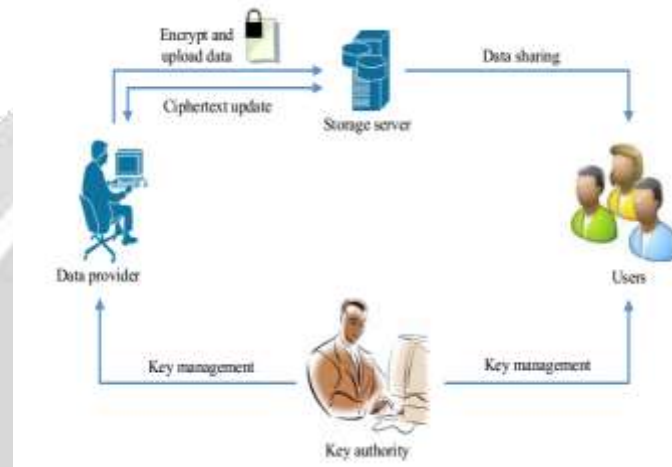 Encrypt and
upload data
Data sharing
Ciphertext update
Storage server
Data provider
Users
Key management
Key management
Key authority